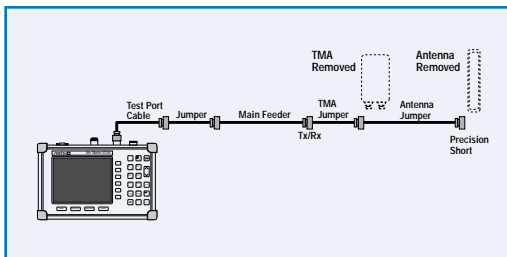 TMA
Removed
Antenna
Removed
Test Port
Cable
Jumper
Main Feeder
TMA
Jumper
Antenna
Jumper
Tx/Rx
Precision
Short